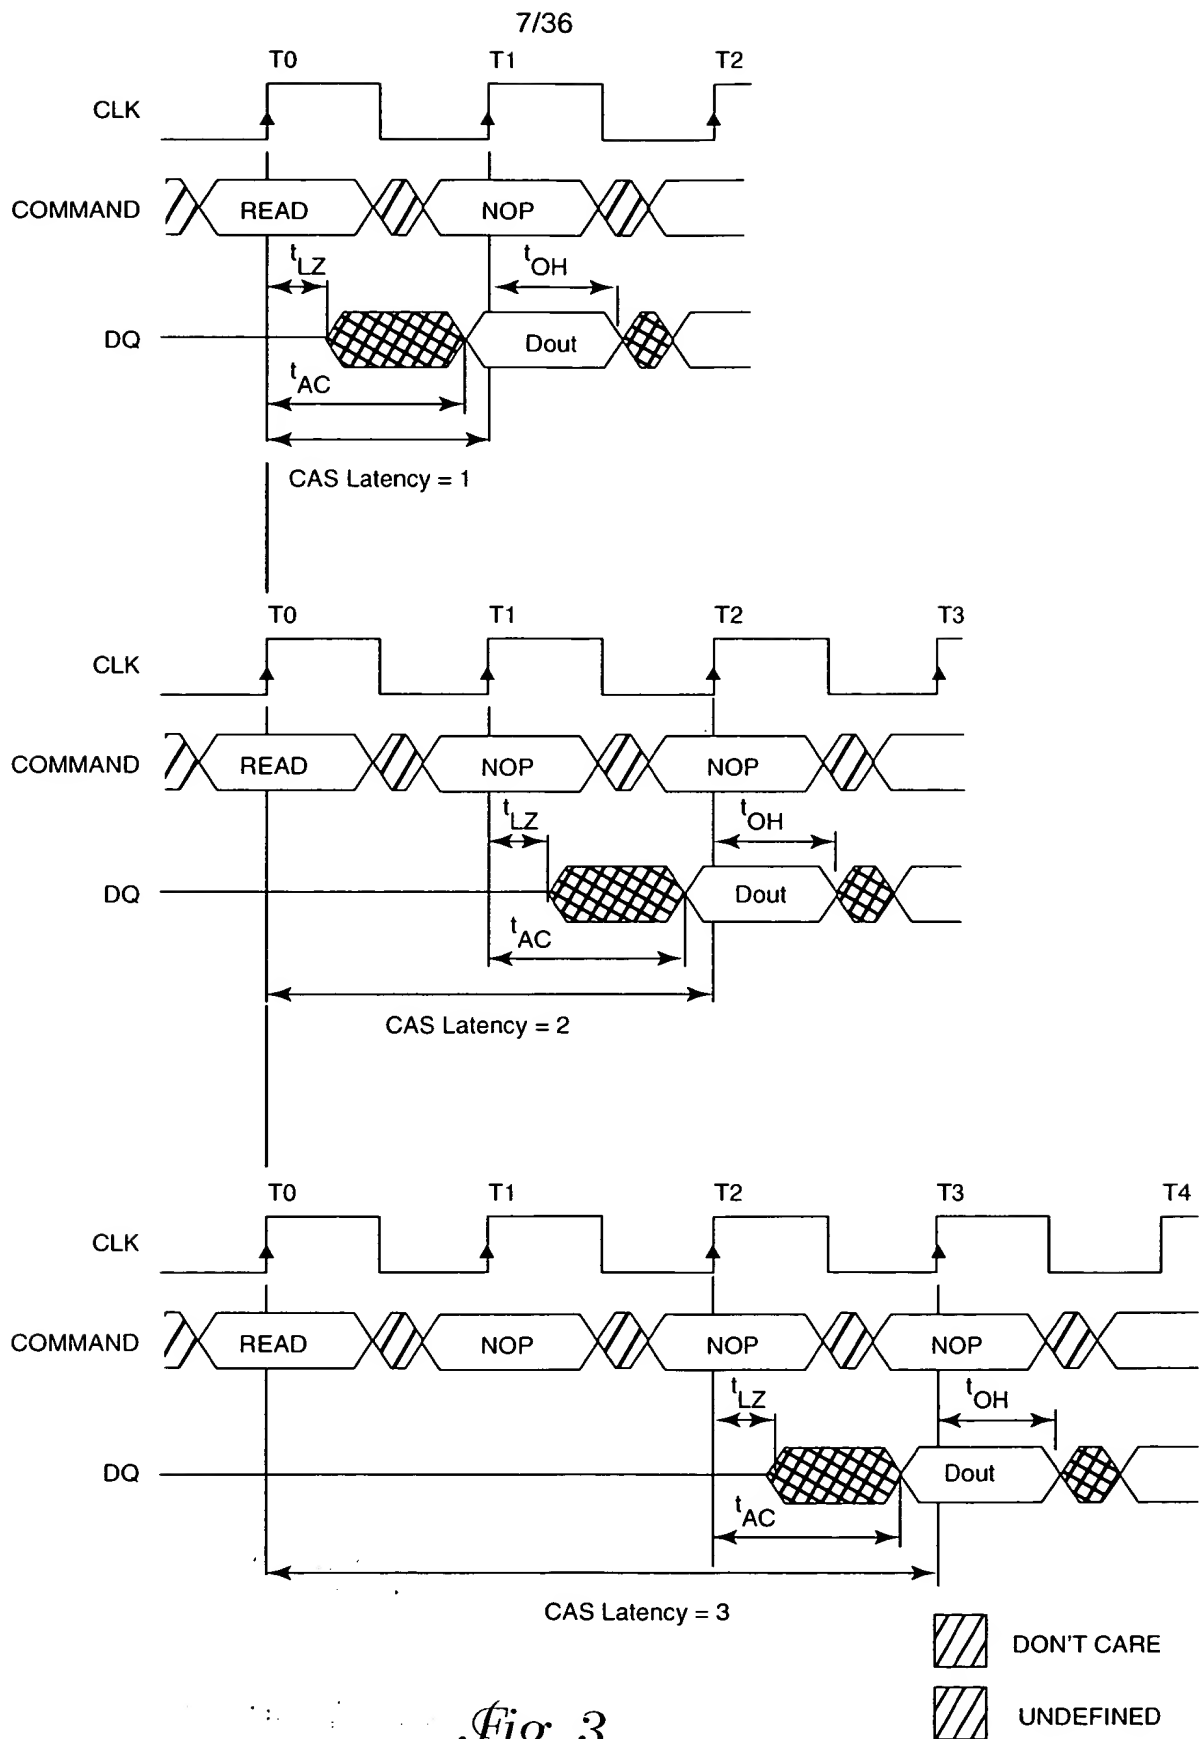 7/36
T0 T1 T2
CLK
COMMAND READ NOP
tLZ tOH
DQ Dout
tAC
CAS Latency = 1
T0 T1 T2 T3
CLK
COMMAND READ NOP NOP
tLZ tOH
DQ Dout
tAC
CAS Latency = 2
T0 T1 T2 T3 T4
CLK
COMMAND READ NOP NOP NOP
tLZ tOH
DQ Dout
tAC
CAS Latency = 3
DON'T CARE
UNDEFINED
Fig. 3